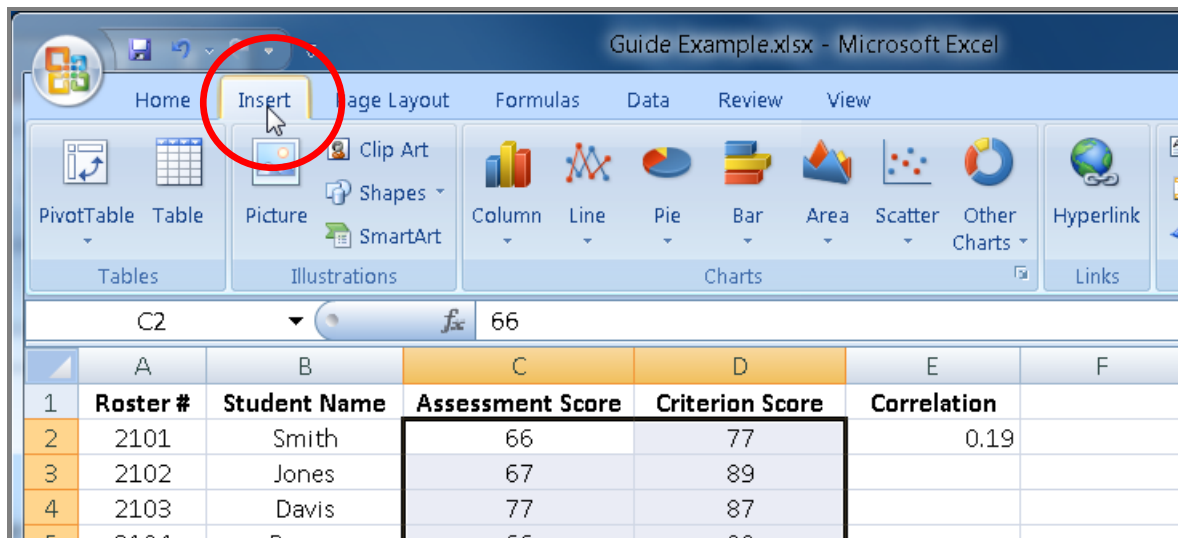 Guide Example.xlsx - Microsoft Excel
Home Insert Page Layout Formulas Data Review View
Clip Art
Shapes
PivotTable Table Picture SmartArt Column Line Pie Bar Area Scatter Other Charts Hyperlink
Tables Illustrations Charts Links
C2 fx 66
A B C D E F
1 Roster # Student Name Assessment Score Criterion Score Correlation
2 2101 Smith 66 77 0.19
3 2102 Jones 67 89
4 2103 Davis 77 87